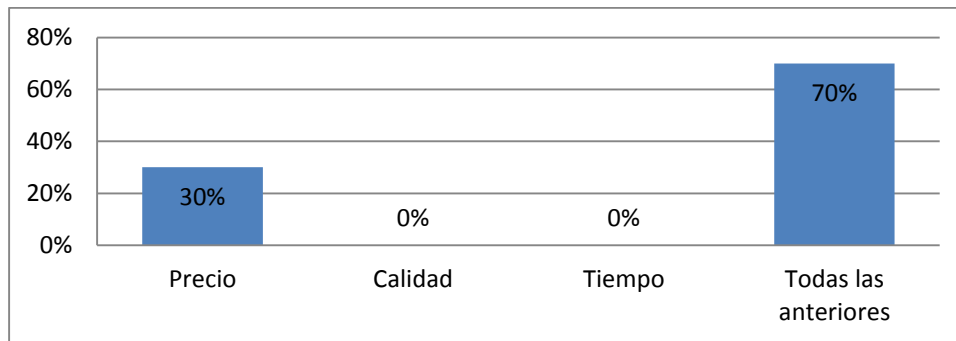 80%
60%
40%
20%
0%
30%
0%
0%
70%
Precio
Calidad
Tiempo
Todas las
anteriores